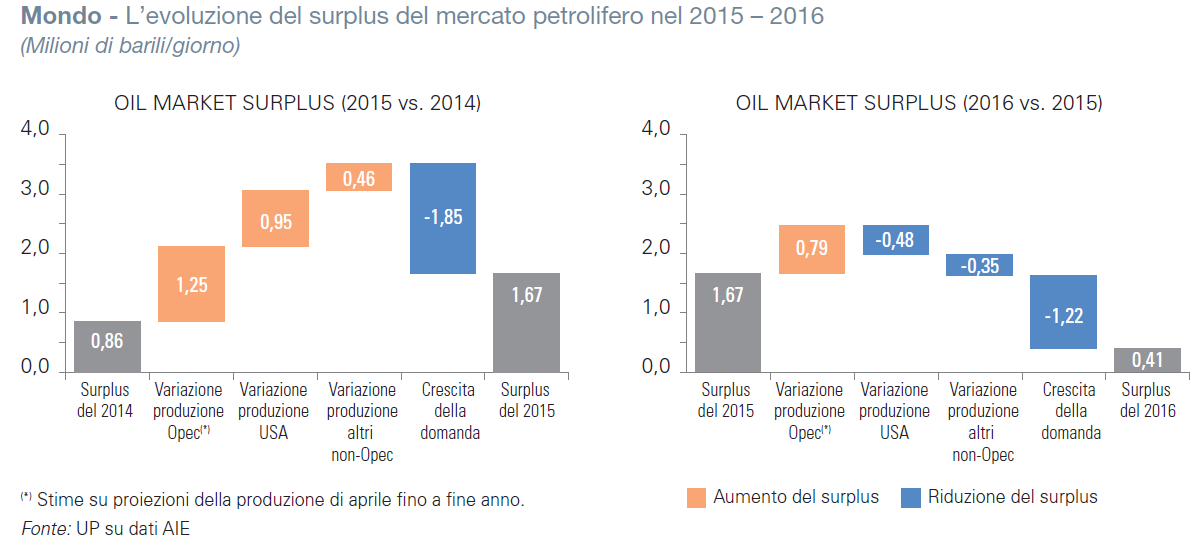 Mondo - L’evoluzione del surplus del mercato petrolifero nel 2015 – 2016
(Milioni di barili/giorno)
OIL MARKET SURPLUS (2015 vs. 2014)
4,0
3,0
2,0
1,0
0,0
0,86
1,25
0,95
0,46
-1,85
1,67
Surplus
del 2014
Variazione
produzione
Opec(*)
Variazione
produzione
USA
Variazione
produzione
altri
non-Opec
Crescita
della
domanda
Surplus
del 2015
OIL MARKET SURPLUS (2016 vs. 2015)
4,0
3,0
2,0
1,0
0,0
1,67
0,79
-0,48
-0,35
-1,22
0,41
Surplus
del 2015
Variazione
produzione
Opec(*)
Variazione
produzione
USA
Variazione
produzione
altri
non-Opec
Crescita
della
domanda
Surplus
del 2016
(*) Stime su proiezioni della produzione di aprile fino a fine anno.
Fonte: UP su dati AIE
Aumento del surplus
Riduzione del surplus